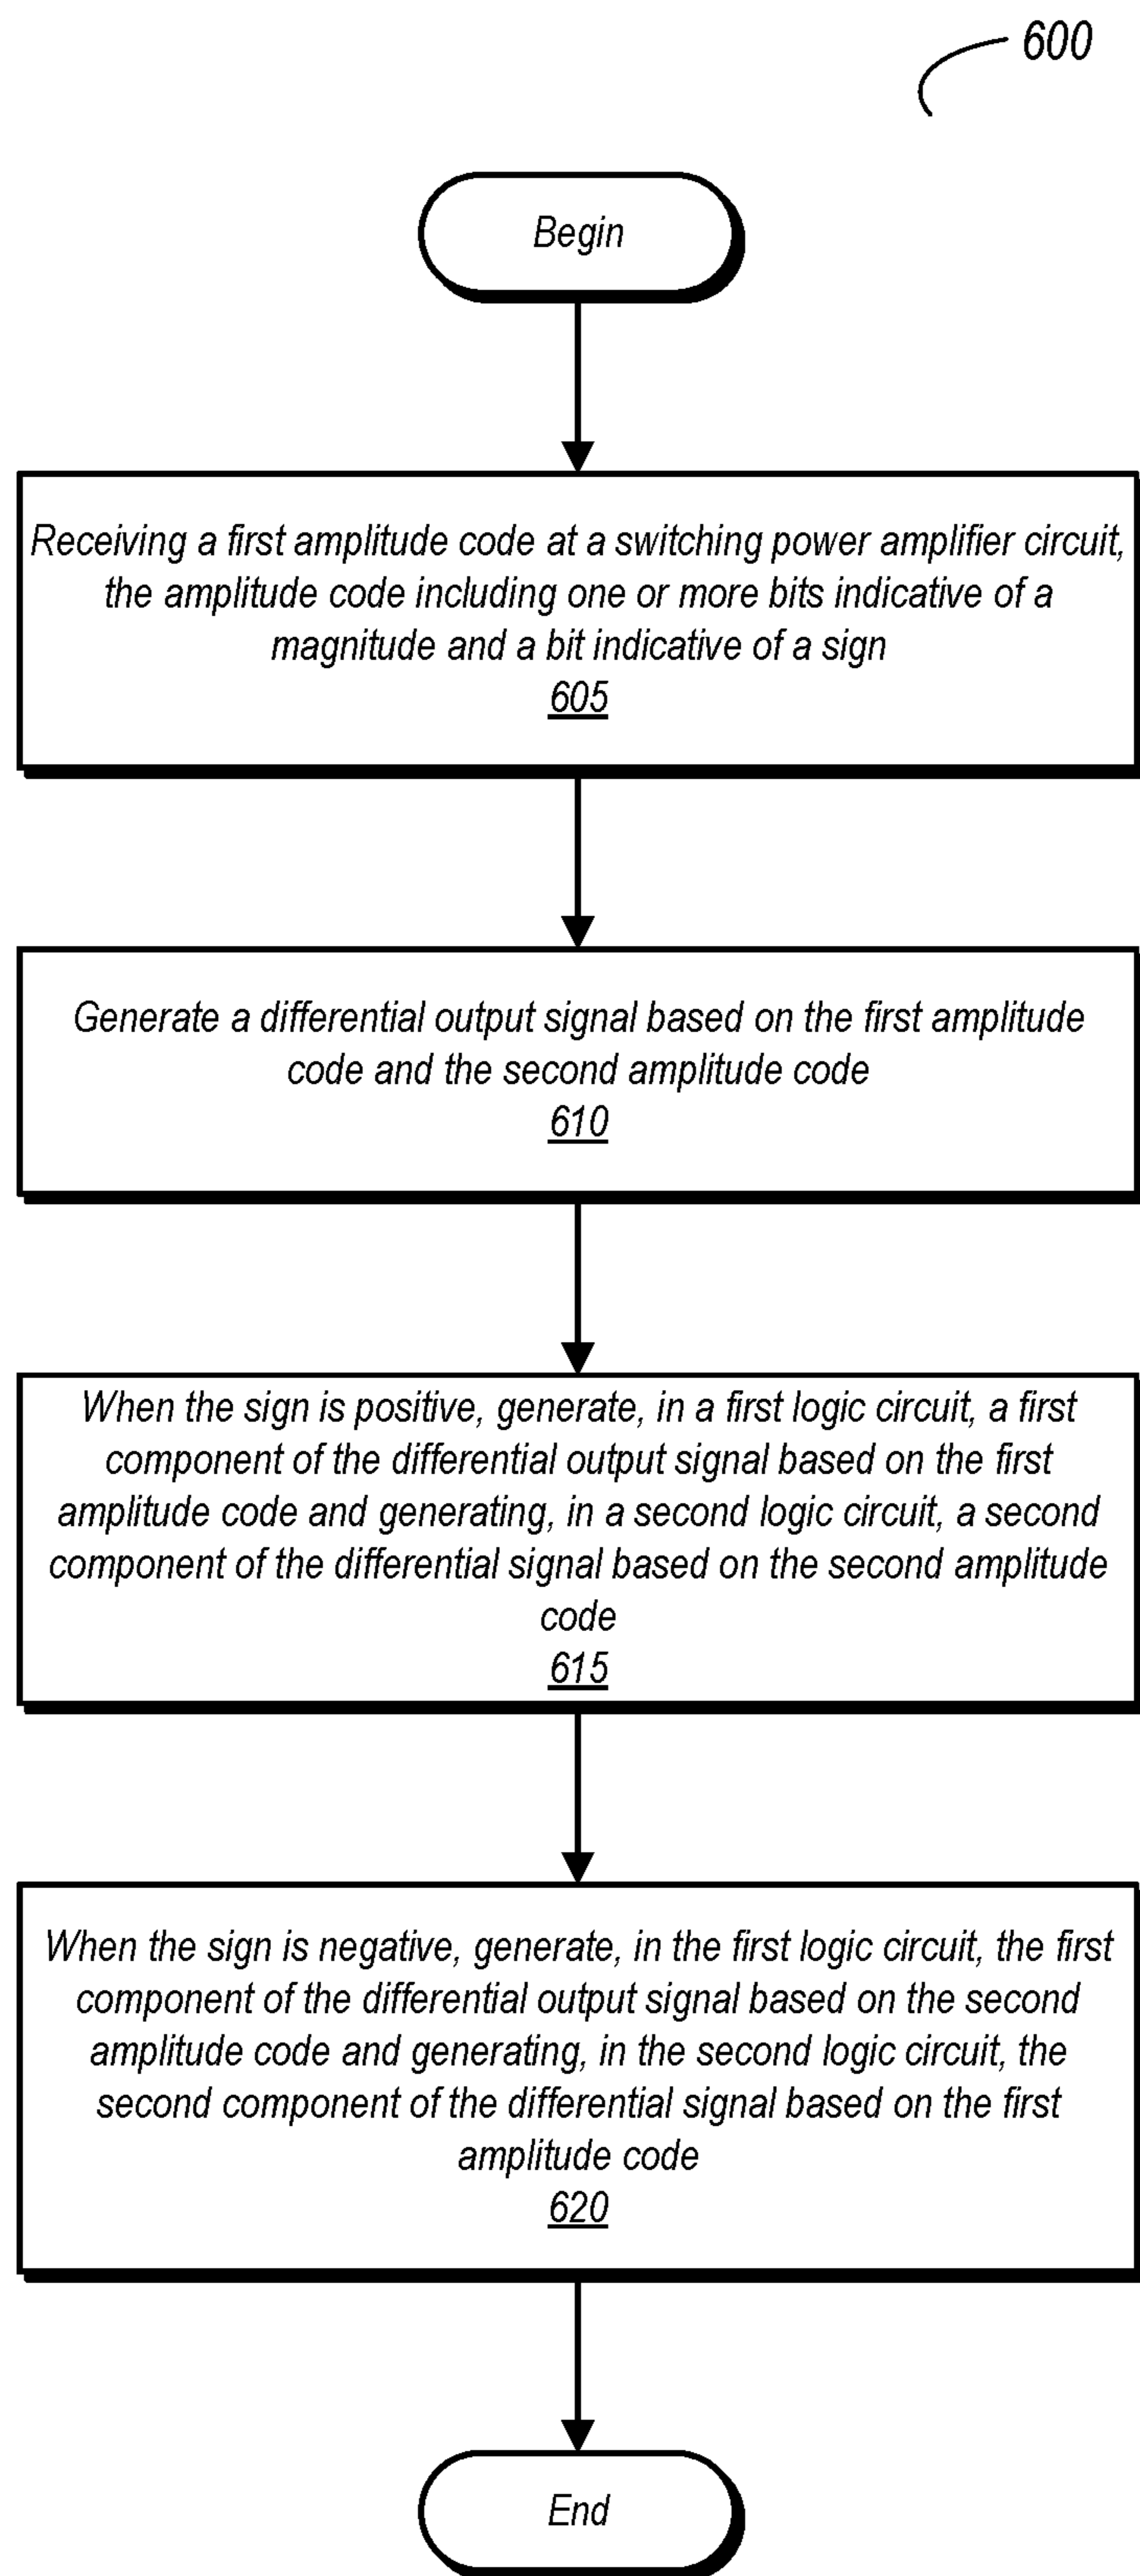 600
Begin
Receiving a first amplitude code at a switching power amplifier circuit,
the amplitude code including one or more bits indicative of a
magnitude and a bit indicative of a sign
605
Generate a differential output signal based on the first amplitude
code and the second amplitude code
610
When the sign is positive, generate, in a first logic circuit, a first
component of the differential output signal based on the first
amplitude code and generating, in a second logic circuit, a second
component of the differential signal based on the second amplitude
code
615
When the sign is negative, generate, in the first logic circuit, the first
component of the differential output signal based on the second
amplitude code and generating, in the second logic circuit, the
second component of the differential signal based on the first
amplitude code
620
End